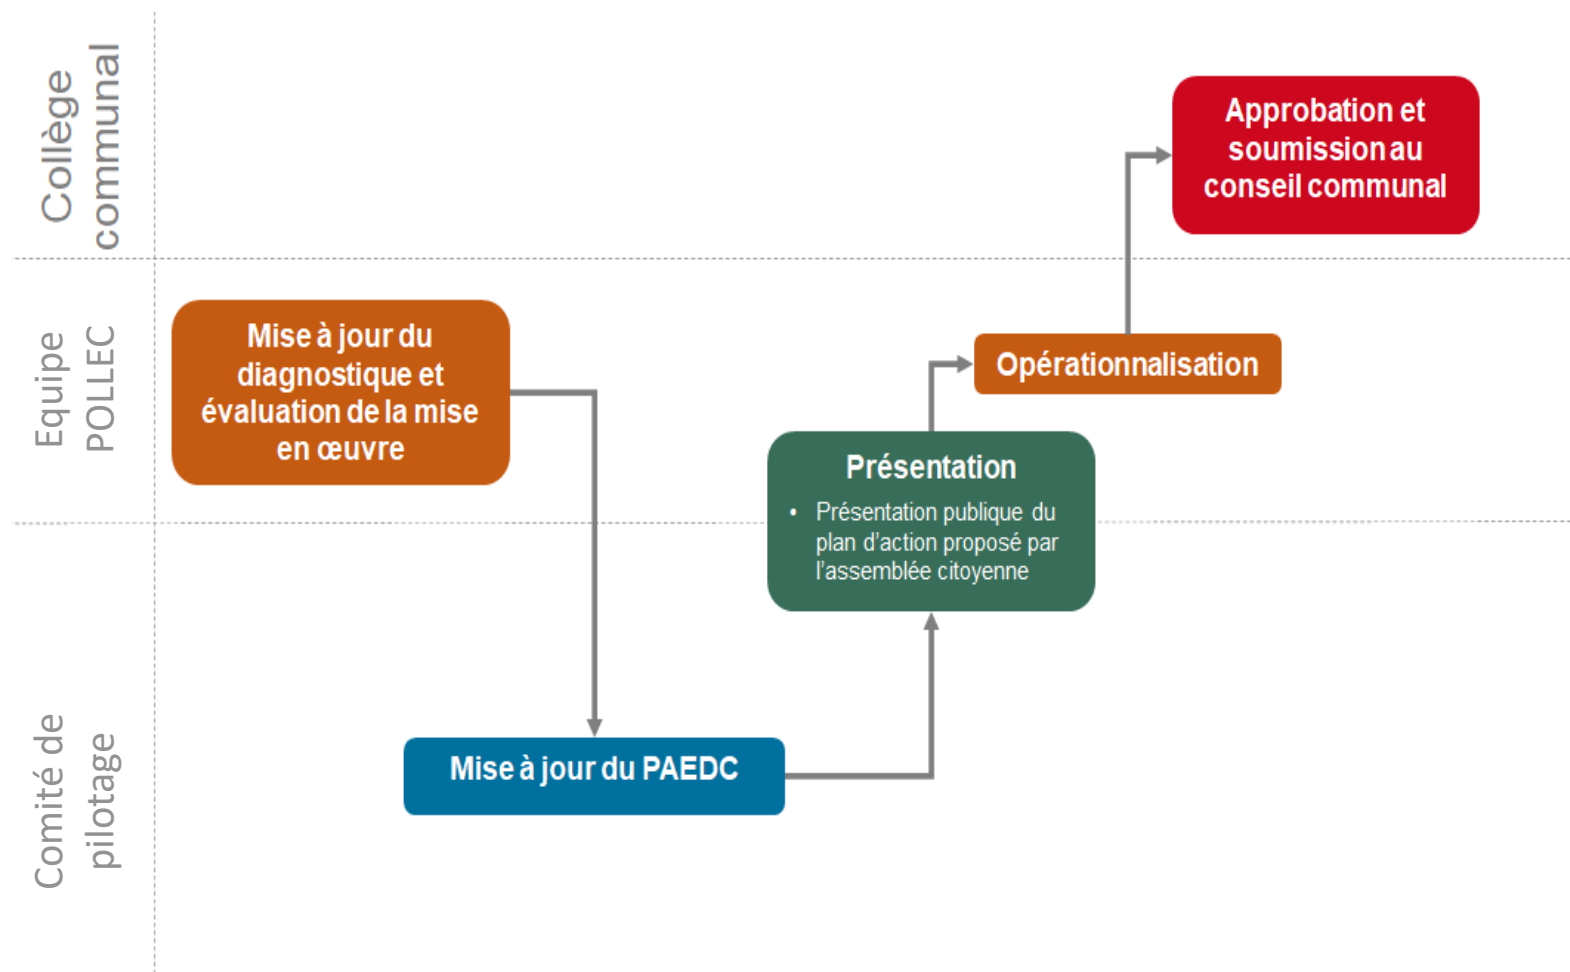 Collège
communal
Approbation et
soumission au
conseil communal
Equipe
POLLEC
Mise à jour du
diagnostique et
évaluation de la mise
en œuvre
Opérationnalisation
Présentation
• Présentation publique du
plan d'action proposé par
l'assemblée citoyenne
Comité de
pilotage
Mise à jour du PAEDC